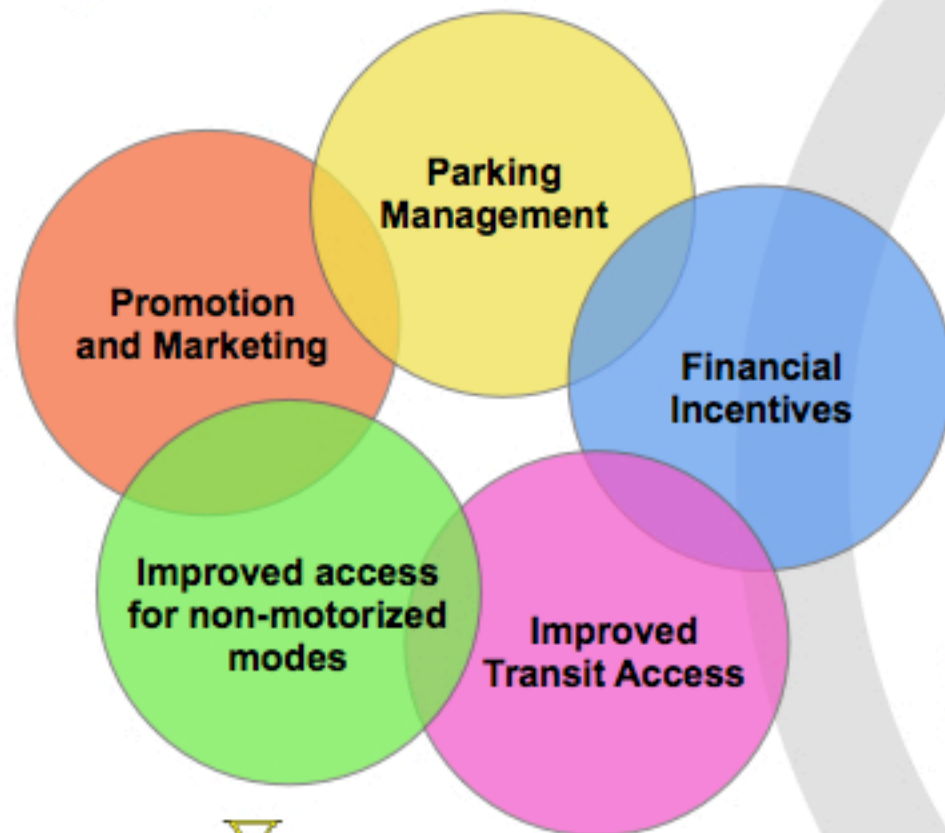 Parking
Management
Promotion
and Marketing
Financial
Incentives
Improved access
for non-motorized
modes
Improved
Transit Access